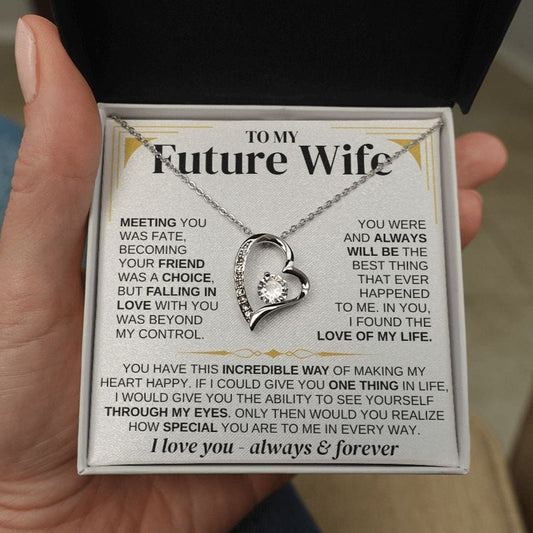 TO MY
Future Wife
MEETING YOU
WAS FATE,
BECOMING
YOUR FRIEND
WAS A CHOICE,
BUT FALLING IN
LOVE WITH YOU
WAS BEYOND
MY CONTROL.
YOU WERE
AND ALWAYS
WILL BE THE
BEST THING
THAT EVER
HAPPENED
TO ME. IN YOU,
I FOUND THE
LOVE OF MY LIFE.
YOU HAVE THIS INCREDIBLE WAY OF MAKING MY
HEART HAPPY. IF I COULD GIVE YOU ONE THING IN LIFE,
I WOULD GIVE YOU THE ABILITY TO SEE YOURSELF
THROUGH MY EYES. ONLY THEN WOULD YOU REALIZE
HOW SPECIAL YOU ARE TO ME IN EVERY WAY.
I love you - always & forever